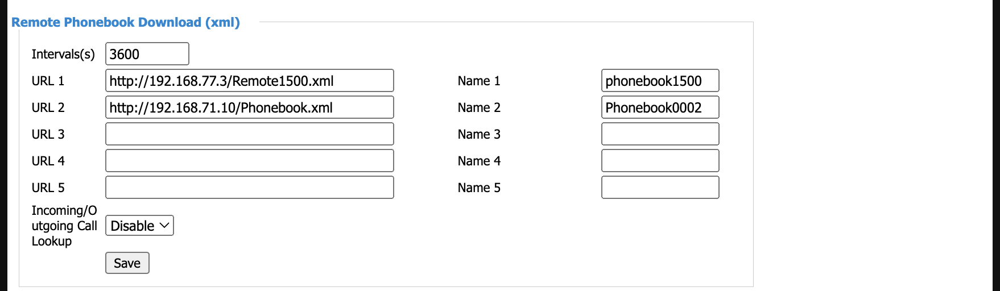 Remote Phonebook Download (xml)
Intervals(s) 3600
URL 1 http://192.168.77.3/Remote1500.xml Name 1 phonebook1500
URL 2 http://192.168.71.10/Phonebook.xml Name 2 Phonebook0002
URL 3 Name 3
URL 4 Name 4
URL 5 Name 5
Incoming/O
utgoing Call Disable
Lookup
Save